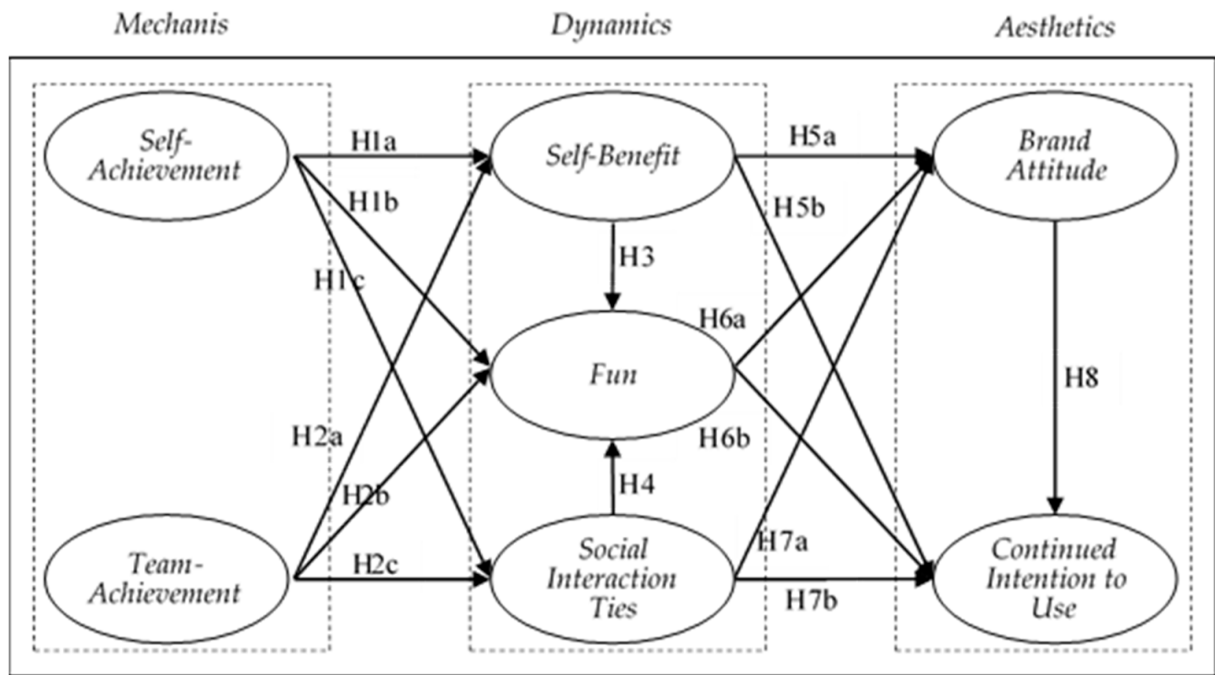 Mechanis
Dynamics
Aesthetics
Self-
Achievement
H1a
Self-Benefit
H5a
Brand
Attitude
H1b
H5b
H3
H1c
H6a
Fun
H8
H2a
H6b
H4
H2b
Team-
Achievement
H2c
Social
Interaction
Ties
H7a
H7b
Continued
Intention to
Use